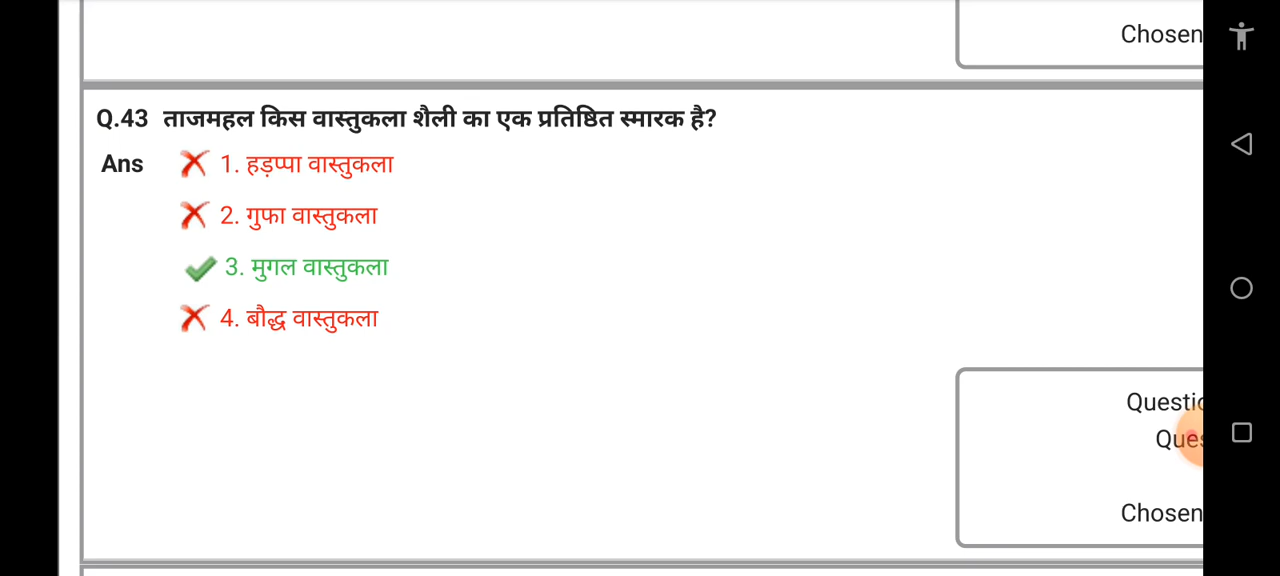 Chosen
Q.43 ताजमहल किस वास्तुकला शैली का एक प्रतिष्ठित स्मारक है?
Ans 1. हड़प्पा वास्तुकला
2. गुफा वास्तुकला
3. मुगल वास्तुकला
4. बौद्ध वास्तुकला
Chosen